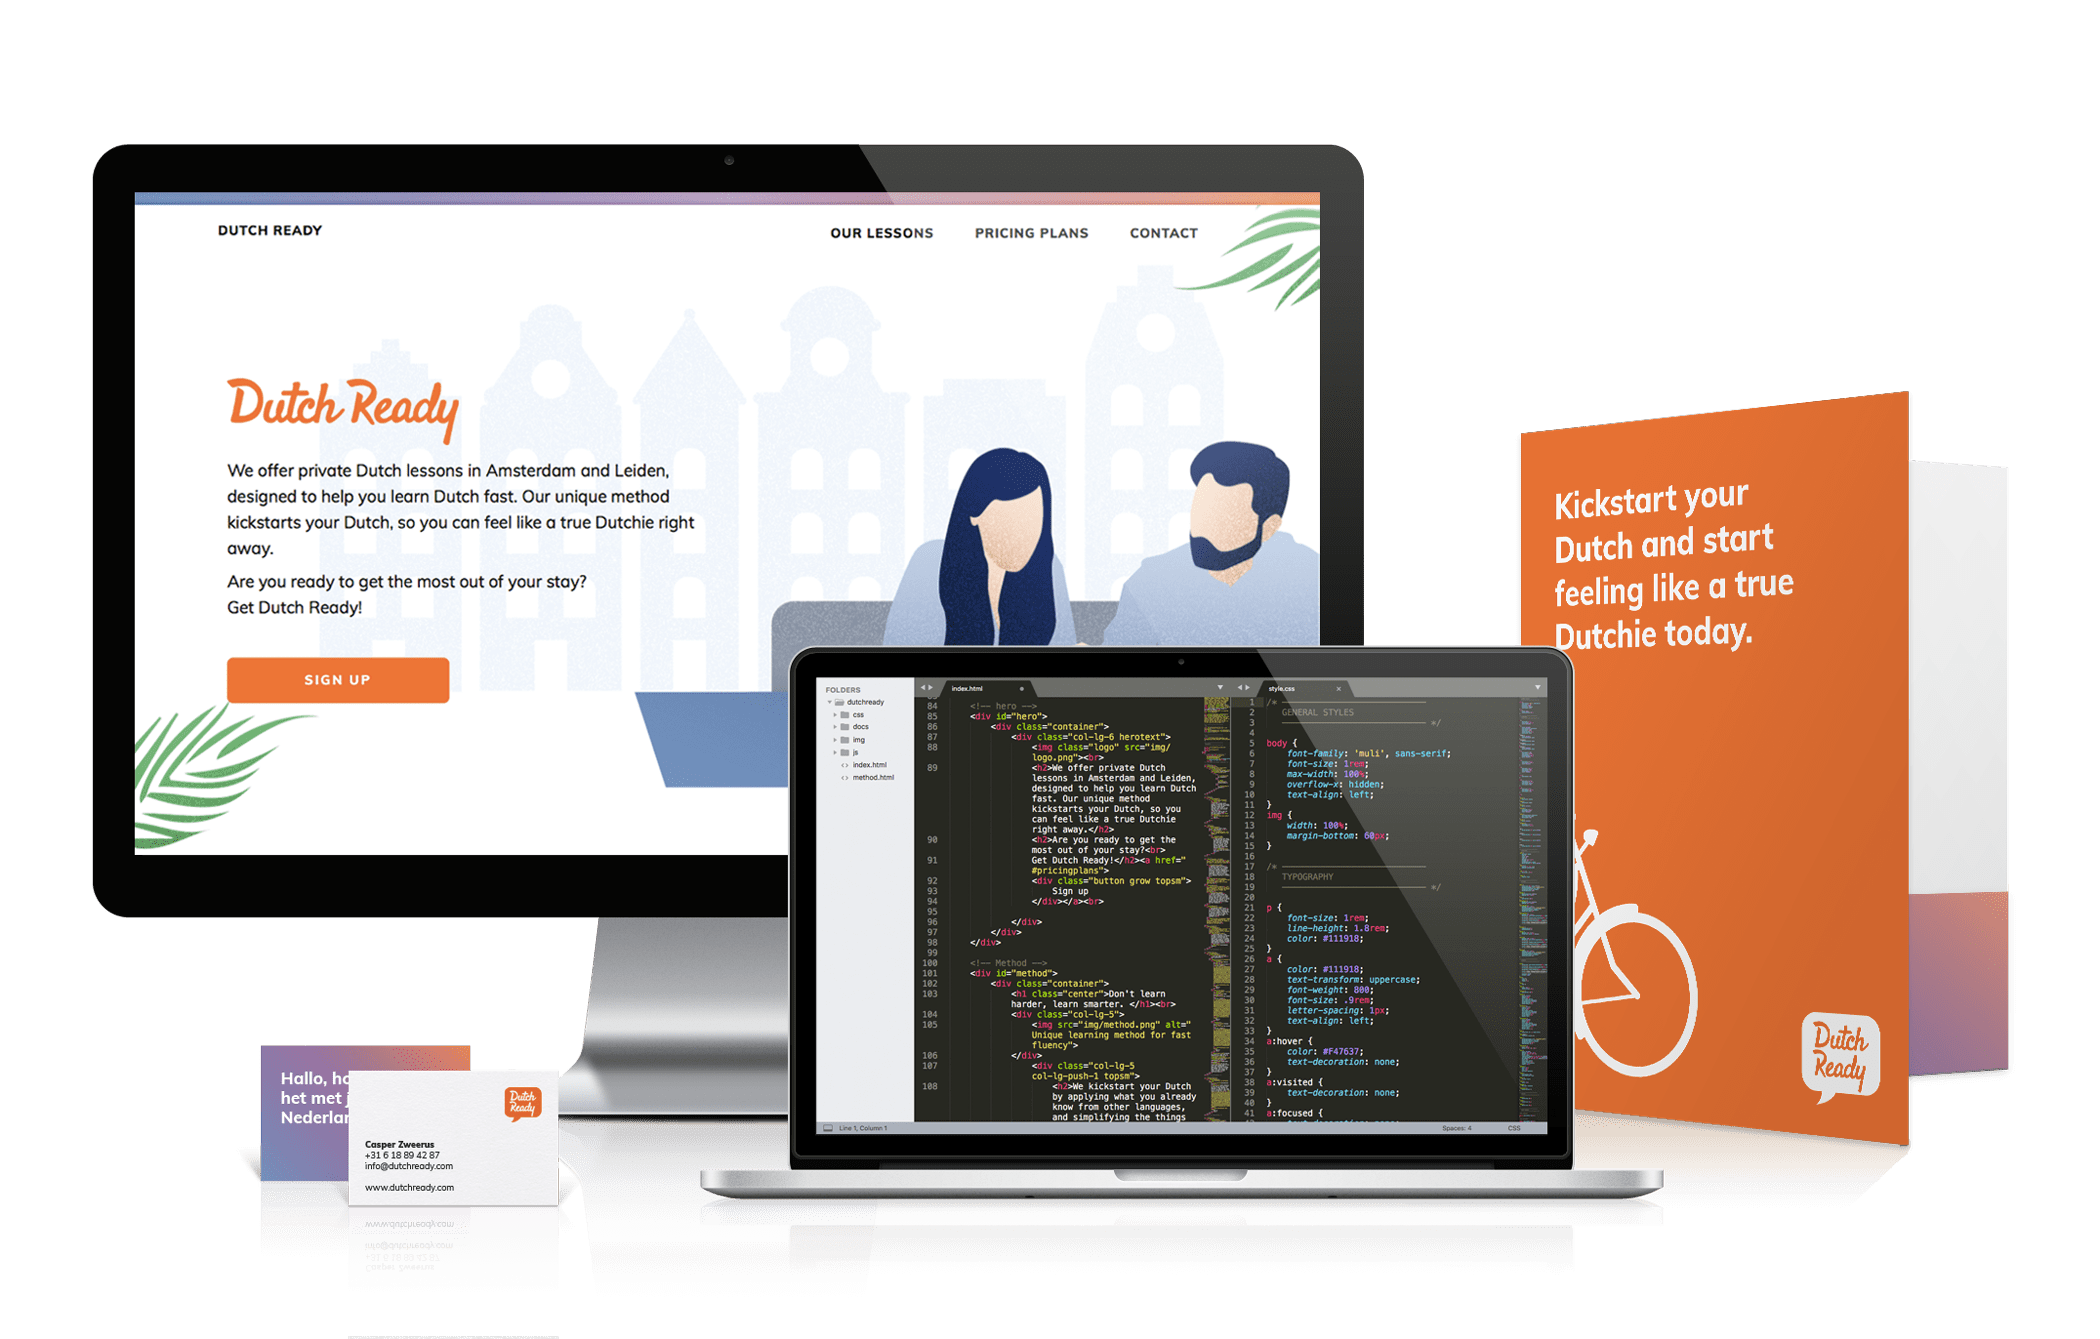 DUTCH READY
OUR LESSONS
PRICING PLANS
CONTACT
Dutch Ready
We offer private Dutch lessons in Amsterdam and Leiden,
designed to help you learn Dutch fast. Our unique method
kickstarts your Dutch, so you can feel like a true Dutchie right
away.
Are you ready to get the most out of your stay?
Get Dutch Ready!
SIGN UP
Kickstart your
Dutch and start
feeling like a true
Dutchie today.
Dutch
Ready
FOLDERS
dutchready
css
docs
img
js
index.html
method.html
index.html
84 <!-- hero -->
85 <div id="hero">
86 <div class="container">
87 <div class="col-lg-6 herotext">
88 <img class="logo" src="img/
logo.png"><br>
89 <h2>We offer private Dutch
lessons in Amsterdam and Leiden,
designed to help you learn Dutch
fast. Our unique method
kickstarts your Dutch, so you
can feel like a true Dutchie
right away.</h2>
90 <h2>Are you ready to get the
most out of your stay?<br>
91 Get Dutch Ready!</h2><a href="
#pricingplans">
92 <div class="button grow topsm">
93 Sign up
94 </div></a><br>
95
96 </div>
97 </div>
98 </div>
99
100 <!-- Method -->
101 <div id="method">
102 <div class="container">
103 <h1 class="center">Don't learn
harder, learn smarter. </h1><br>
104 <div class="col-lg-5">
105 <img src="img/method.png" alt="
Unique learning method for fast
fluency">
106 </div>
107 <div class="col-lg-5
col-lg-push-1 topsm">
108 <h2>We kickstart your Dutch
by applying what you already
know from other languages,
and simplifying the things
style.css
1 /*
2 GENERAL STYLES
3 */
4
5 body {
6 font-family: 'muli', sans-serif;
7 font-size: 1rem;
8 max-width: 100%;
9 overflow-x: hidden;
10 text-align: left;
11 }
12 img {
13 width: 100%;
14 margin-bottom: 60px;
15 }
16
17 /*
18 TYPOGRAPHY
19 */
20
21 p {
22 font-size: 1rem;
23 line-height: 1.8rem;
24 color: #111918;
25 }
26 a {
27 color: #111918;
28 text-transform: uppercase;
29 font-weight: 800;
30 font-size: .9rem;
31 letter-spacing: 1px;
32 text-align: left;
33 }
34 a:hover {
35 color: #F47637;
36 text-decoration: none;
37 }
38 a:visited {
39 text-decoration: none;
40 }
41 a:focused {
Line 1, Column 1
Spaces: 4
CSS
Hallo, ho
het met j
Nederlan
Dutch
Ready
Casper Zweerus
+31 6 18 89 42 87
info@dutchready.com
www.dutchready.com